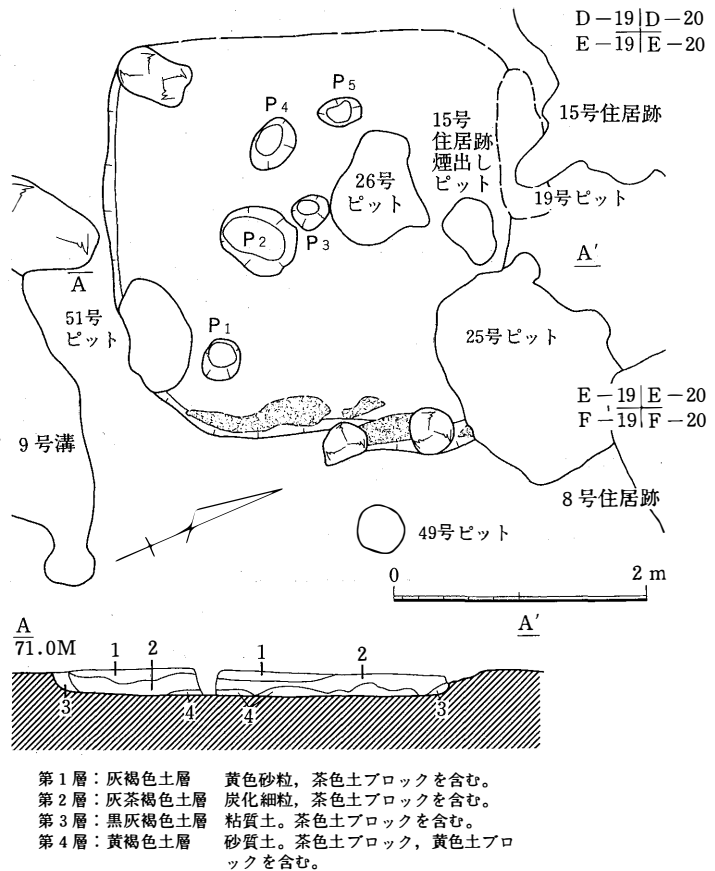 D－19 D－20
E－19 E－20
P5
P4
15号
住居跡
煙出し
ピット
15号住居跡
26号
ピット
19号ピット
P2
P3
A
A′
51号
ピット
P1
25号ピット
E－19 E－20
F－19 F－20
9号溝
8号住居跡
49号ピット
0 2 m
A A′
71.0M
1 2 1 2
3 4 4 3
第1層：灰褐色土層 黄色砂粒，茶色土ブロックを含む。
第2層：灰茶褐色土層 炭化細粒，茶色土ブロックを含む。
第3層：黒灰褐色土層 粘質土。茶色土ブロックを含む。
第4層：黄褐色土層 砂質土。茶色土ブロック，黄色土ブロ
ックを含む。